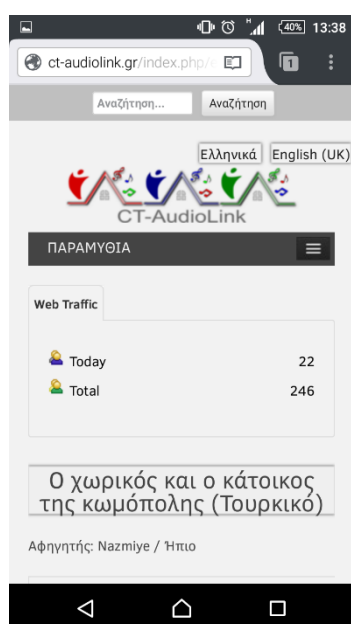 H 40% 13:38
ct-audiolink.gr/index.php/ 1
Αναζήτηση... Αναζήτηση
Ελληνικά English (UK)
CT-AudioLink
ΠΑΡΑΜΥΘΙΑ
Web Traffic
Today 22
Total 246
Ο χωρικός και ο κάτοικος
της κωμόπολης (Τουρκικό)
Αφηγητής: Nazmiye / Ήπιο